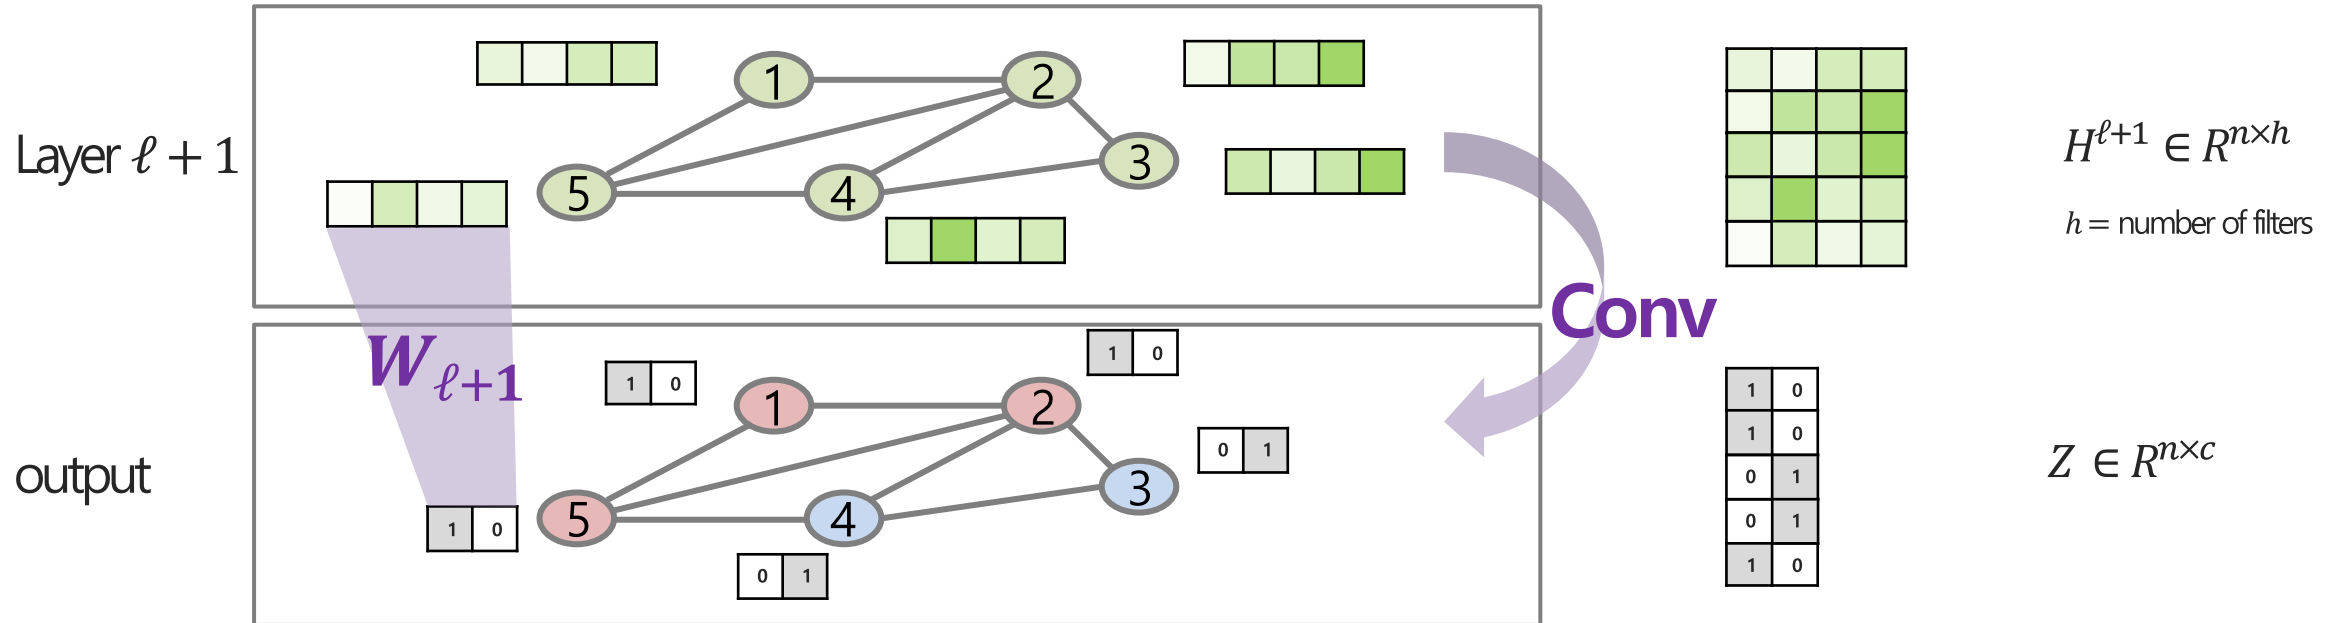 1
2
Layer ℓ + 1
3
5
4
H^{ℓ+1} ∈ R^{n×h}
h = number of filters
Conv
W_{ℓ+1}
1 0
1 0
1
2
0 1
output
3
1 0
5
4
0 1
1 0
1 0
0 1
0 1
1 0
Z ∈ R^{n×c}